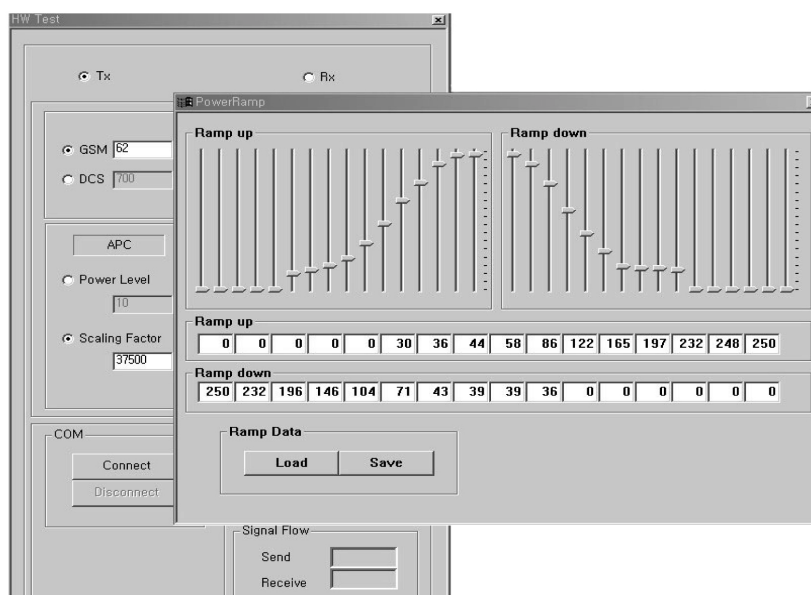 HW Test
Tx Rx
GSM 62
DCS 700
APC
Power Level
10
Scaling Factor
37500
COM
Connect
Disconnect
PowerRamp
Ramp up Ramp down
Ramp up
0 0 0 0 0 30 36 44 58 86 122 165 197 232 248 250
Ramp down
250 232 196 146 104 71 43 39 39 36 0 0 0 0 0 0
Ramp Data
Load Save
Signal Flow
Send
Receive